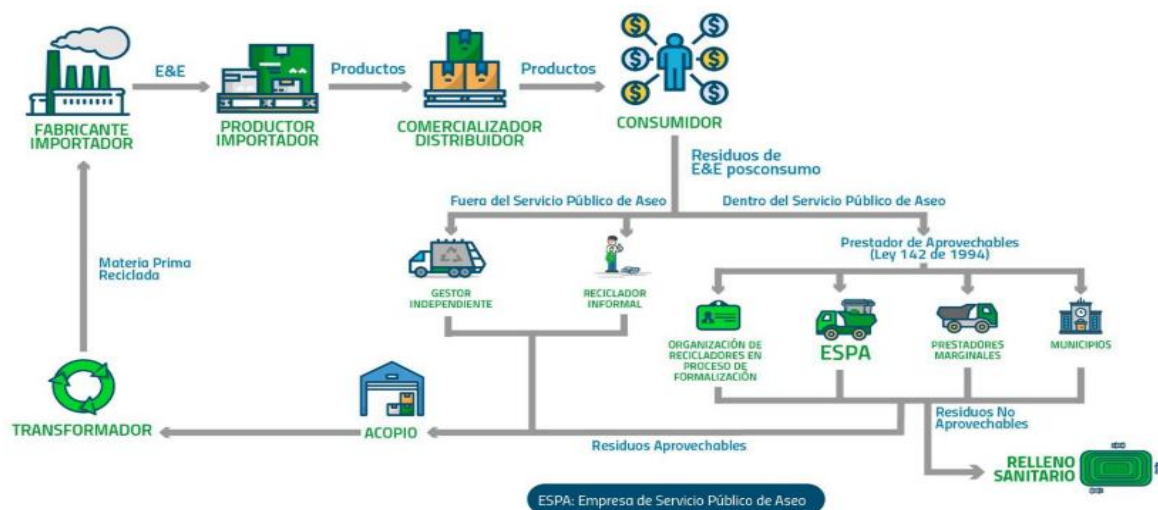 E&E
Productos
Productos
FABRICANTE
IMPORTADOR
PRODUCTOR
IMPORTADOR
COMERCIALIZADOR
DISTRIBUIDOR
CONSUMIDOR
Residuos de
E&E posconsumo
Fuera del Servicio Público de Aseo
Dentro del Servicio Público de Aseo
Prestador de Aprovechables
(Ley 142 de 1994)
Materia Prima
Reciclada
GESTOR
INDEPENDIENTE
RECICLADOR
INFORMAL
ORGANIZACIÓN DE
RECICLADORES EN
PROCESO DE
FORMALIZACIÓN
ESPA
PRESTADORES
MARGINALES
MUNICIPIOS
TRANSFORMADOR
ACOPIO
Residuos Aprovechables
Residuos No
Aprovechables
RELLENO
SANITARIO
ESPA: Empresa de Servicio Público de Aseo